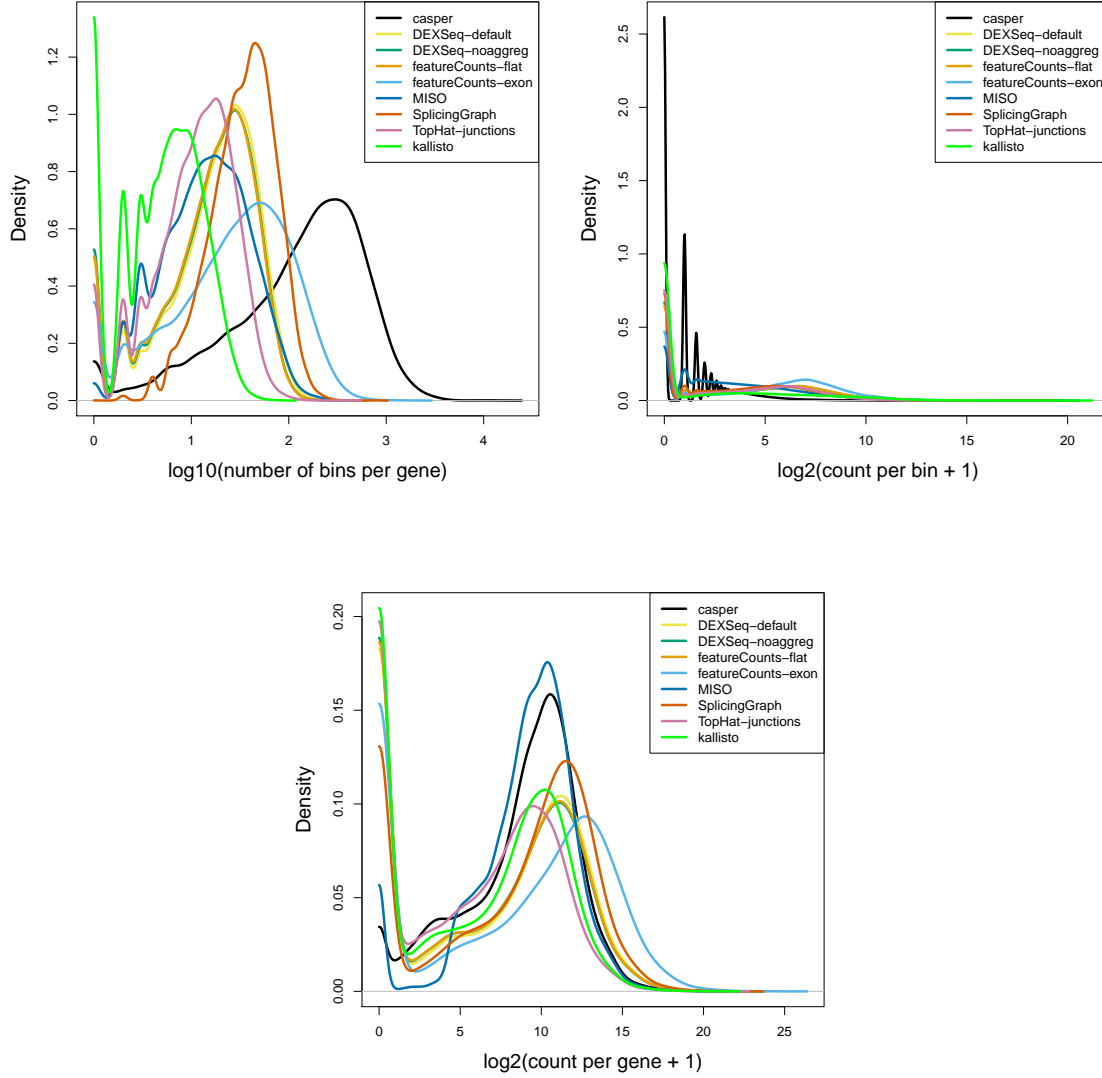 casper
DEXSeq−default
DEXSeq−noaggreg
featureCounts−flat
featureCounts−exon
MISO
SplicingGraph
TopHat−junctions
kallisto
Density
0.0 0.2 0.4 0.6 0.8 1.0 1.2
0 1 2 3 4
log10(number of bins per gene)
casper
DEXSeq−default
DEXSeq−noaggreg
featureCounts−flat
featureCounts−exon
MISO
SplicingGraph
TopHat−junctions
kallisto
Density
0.0 0.5 1.0 1.5 2.0 2.5
0 5 10 15 20
log2(count per bin + 1)
casper
DEXSeq−default
DEXSeq−noaggreg
featureCounts−flat
featureCounts−exon
MISO
SplicingGraph
TopHat−junctions
kallisto
Density
0.00 0.05 0.10 0.15 0.20
0 5 10 15 20 25
log2(count per gene + 1)